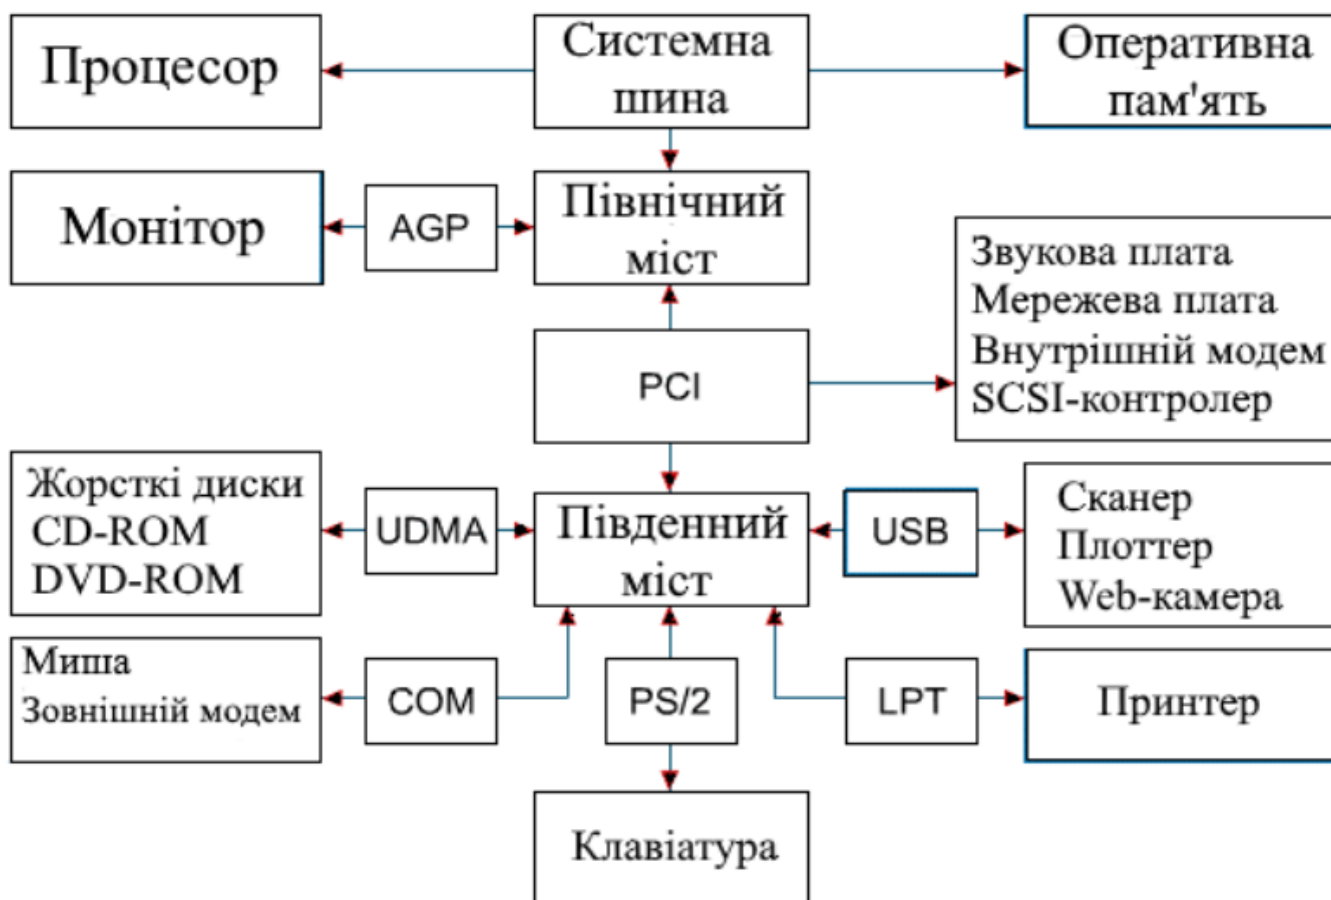 Процесор
Системна
шина
Оперативна
пам'ять
Монітор
AGP
Північний
міст
Звукова плата
Мережева плата
Внутрішній модем
SCSI-контролер
PCI
Жорсткі диски
CD-ROM
DVD-ROM
UDMA
Південний
міст
USB
Сканер
Плоттер
Web-камера
Миша
Зовнішній модем
COM
PS/2
LPT
Принтер
Клавіатура